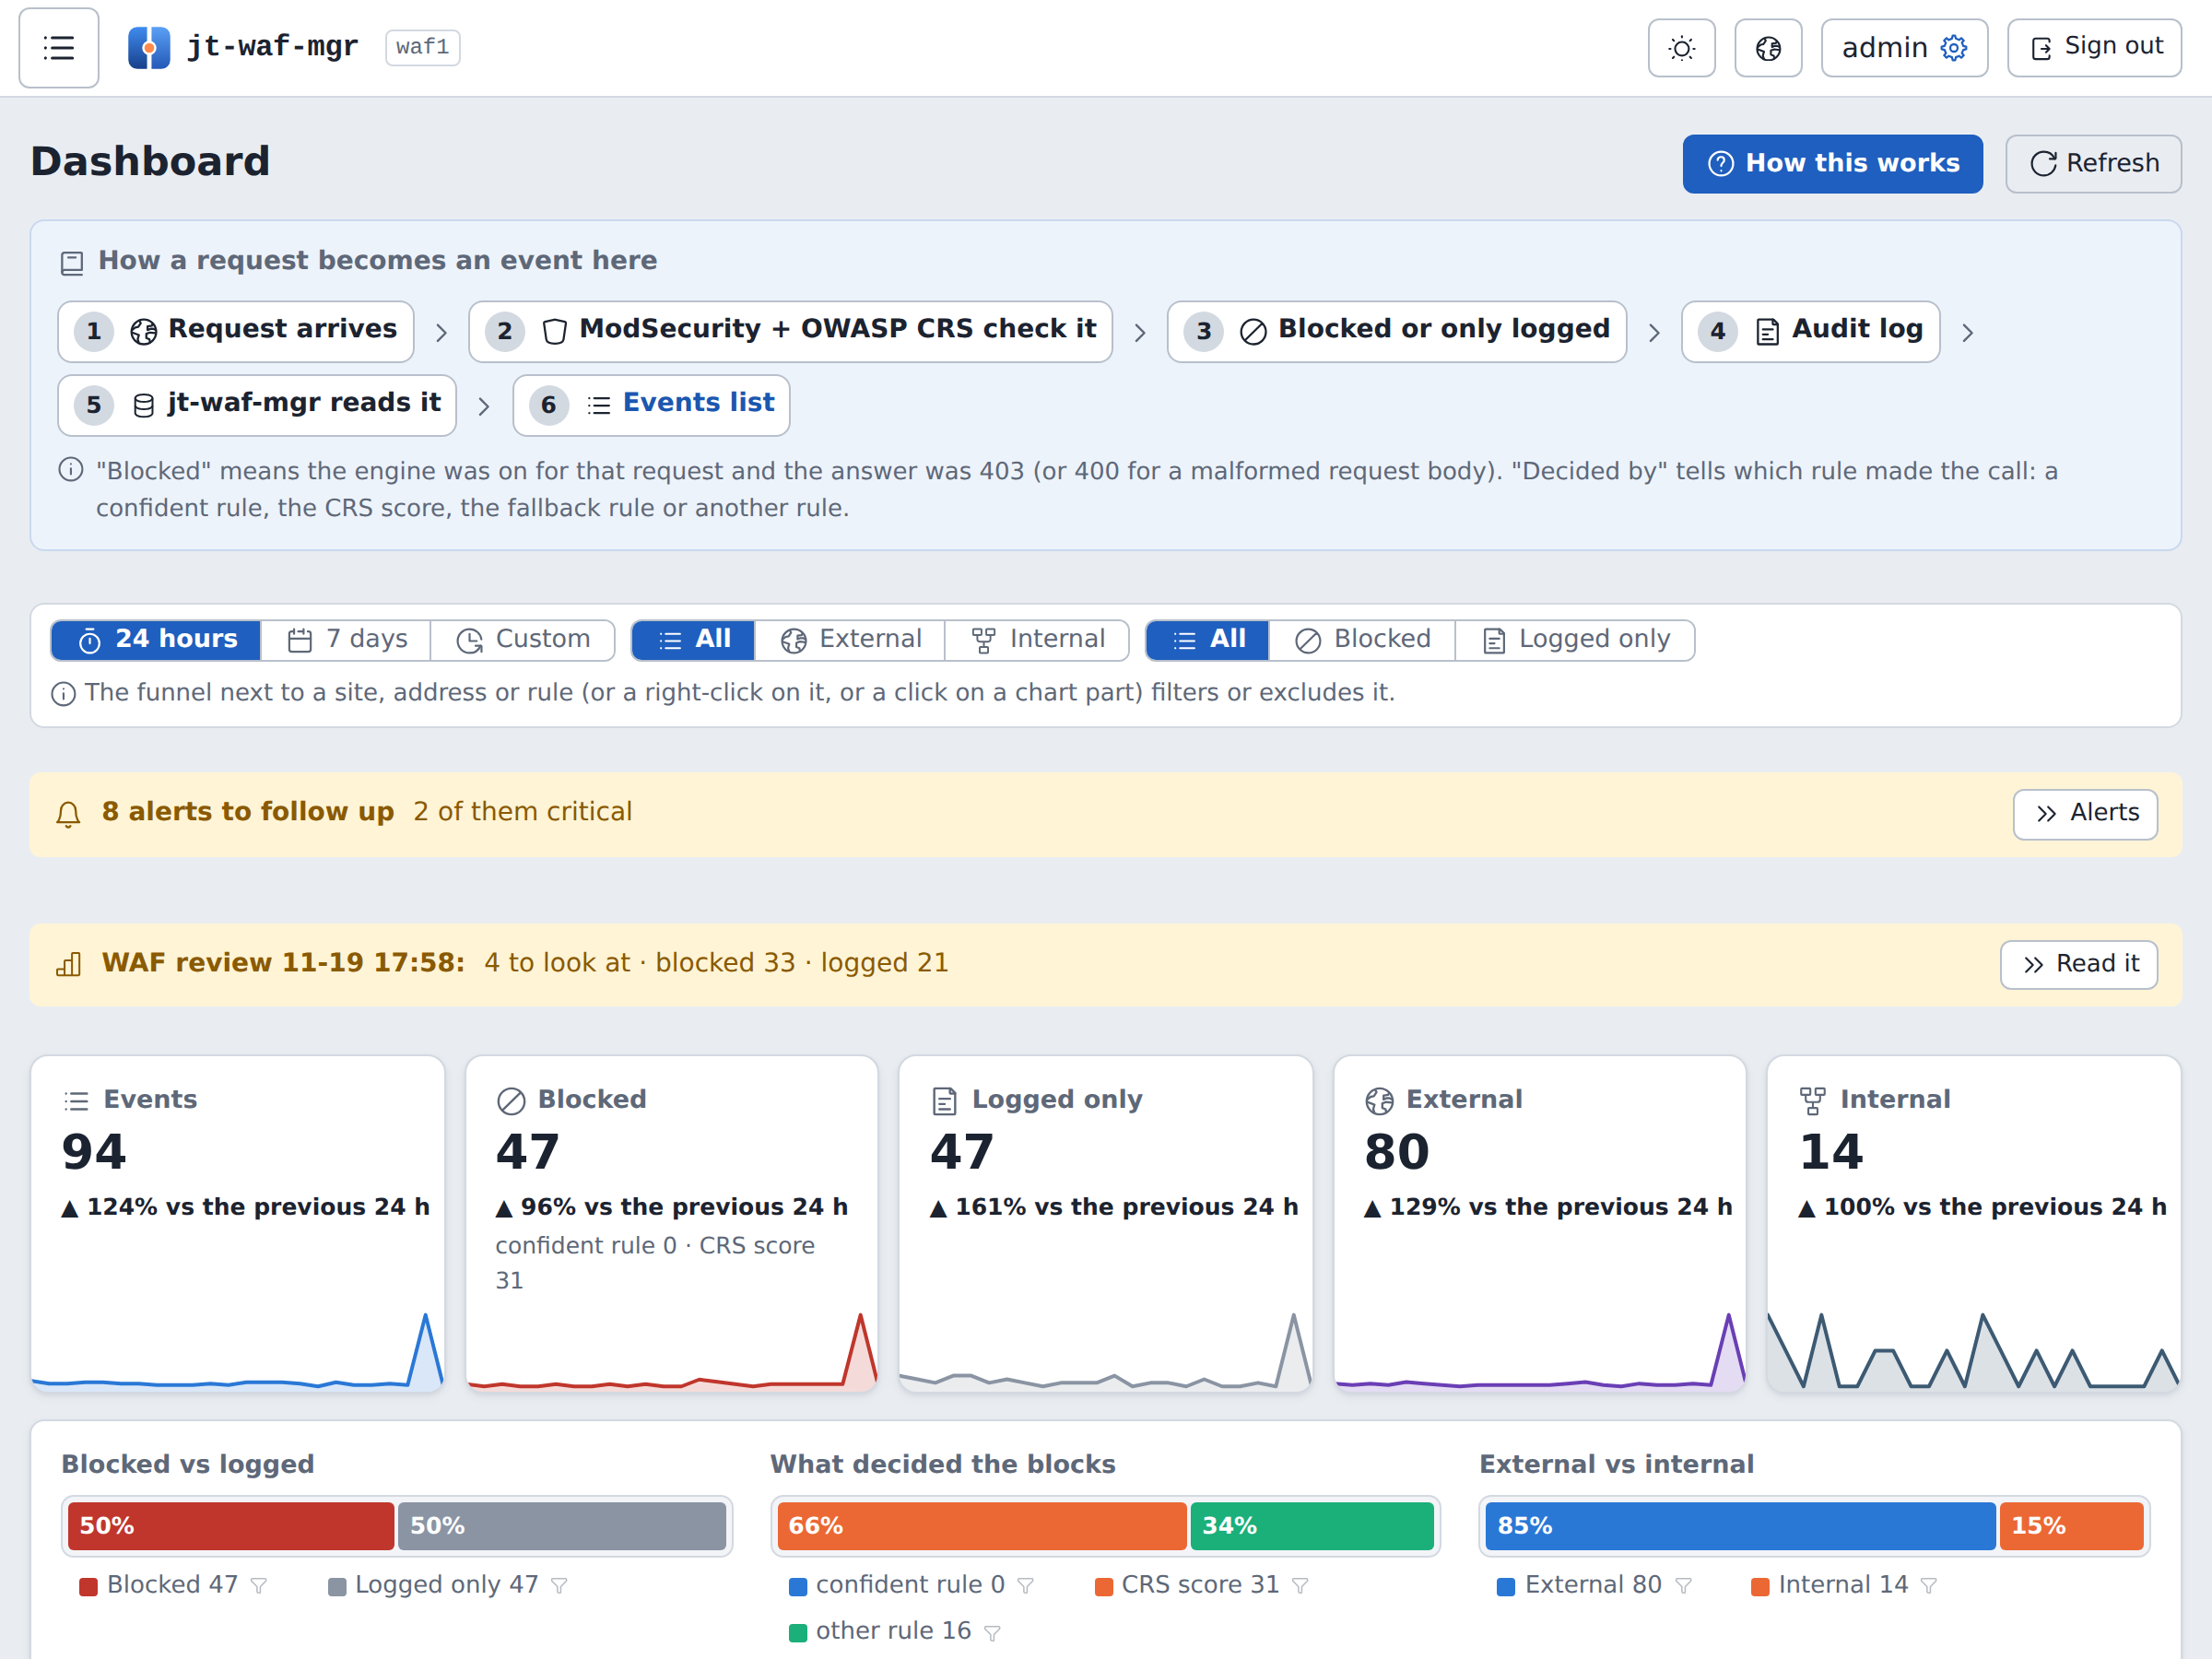 jt-waf-mgr waf1 admin Sign out
Dashboard How this works Refresh
How a request becomes an event here
1 Request arrives 2 ModSecurity + OWASP CRS check it 3 Blocked or only logged 4 Audit log
5 jt-waf-mgr reads it 6 Events list
"Blocked" means the engine was on for that request and the answer was 403 (or 400 for a malformed request body). "Decided by" tells which rule made the call: a
confident rule, the CRS score, the fallback rule or another rule.
24 hours 7 days Custom All External Internal All Blocked Logged only
The funnel next to a site, address or rule (or a right-click on it, or a click on a chart part) filters or excludes it.
8 alerts to follow up 2 of them critical Alerts
WAF review 11-19 17:58: 4 to look at · blocked 33 · logged 21 Read it
Events
94
▲ 124% vs the previous 24 h
Blocked
47
▲ 96% vs the previous 24 h
confident rule 0 · CRS score
31
Logged only
47
▲ 161% vs the previous 24 h
External
80
▲ 129% vs the previous 24 h
Internal
14
▲ 100% vs the previous 24 h
Blocked vs logged
50% 50%
Blocked 47 Logged only 47
What decided the blocks
66% 34%
confident rule 0 CRS score 31
other rule 16
External vs internal
85% 15%
External 80 Internal 14